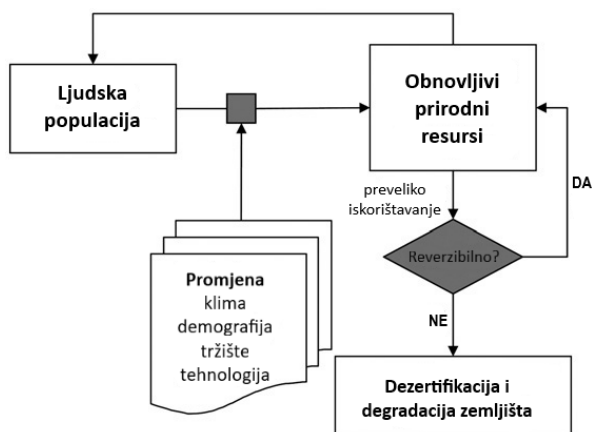 Ljudska
populacija
Obnovljivi
prirodni
resursi
preveliko
iskorištavanje
DA
Reverzibilno?
NE
Promjena
klima
demografija
tržište
tehnologija
Dezertifikacija i
degradacija zemljišta